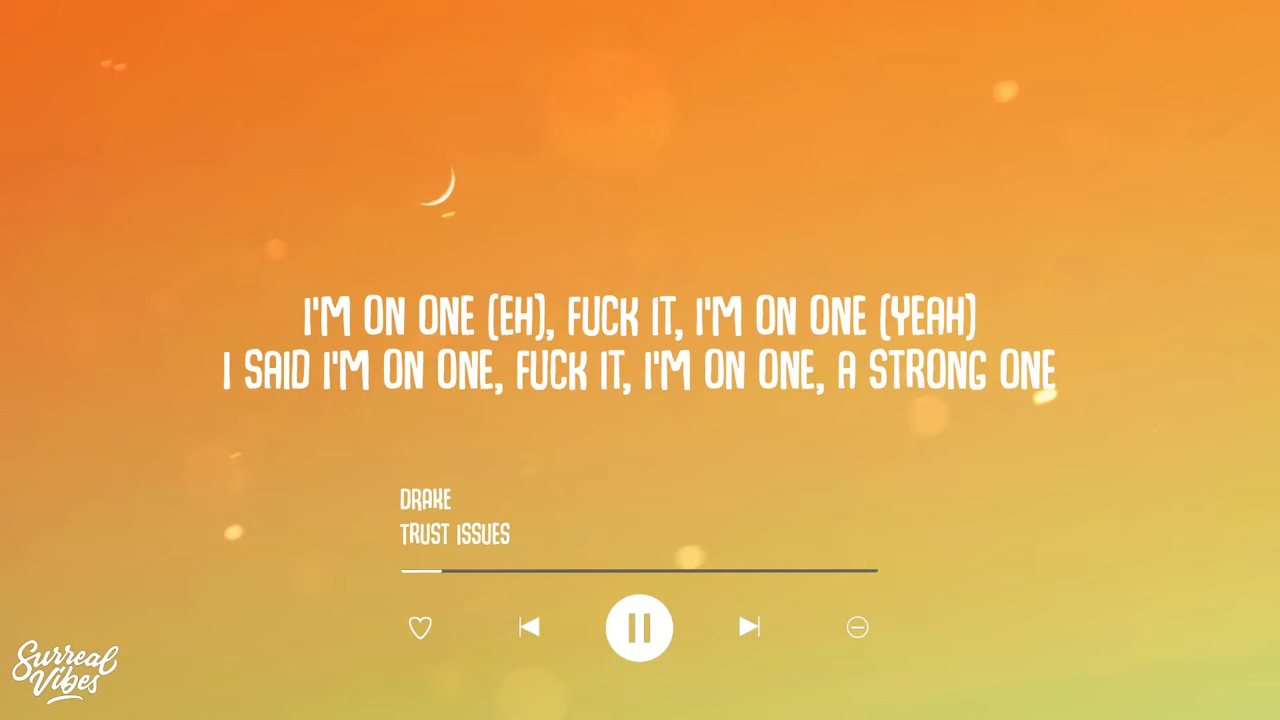 I'M ON ONE (EH), FUCK IT, I'M ON ONE (YEAH)
I SAID I'M ON ONE, FUCK IT, I'M ON ONE, A STRONG ONE
DRAKE
TRUST ISSUES
Surreal
Vibes